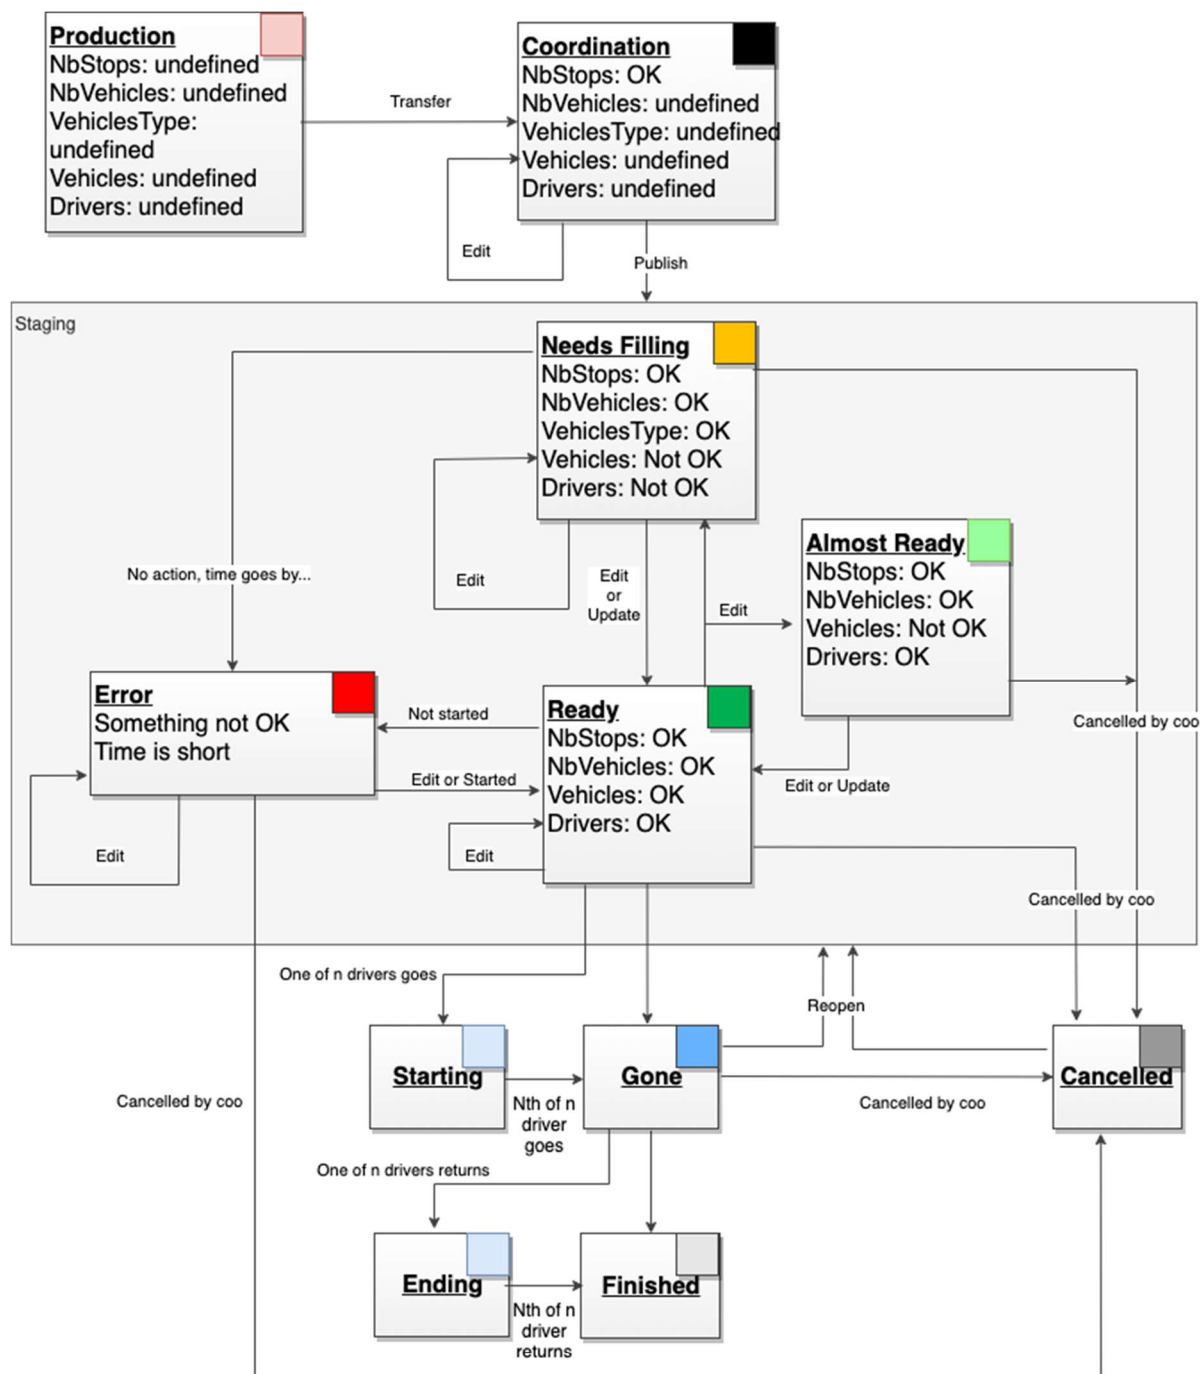 Production
NbStops: undefined
NbVehicles: undefined
VehiclesType:
undefined
Vehicles: undefined
Drivers: undefined
Transfer
Coordination
NbStops: OK
NbVehicles: undefined
VehiclesType: undefined
Vehicles: undefined
Drivers: undefined
Edit
Publish
Staging
Needs Filling
NbStops: OK
NbVehicles: OK
VehiclesType: OK
Vehicles: Not OK
Drivers: Not OK
No action, time goes by...
Edit
Edit
or
Update
Edit
Almost Ready
NbStops: OK
NbVehicles: OK
Vehicles: Not OK
Drivers: OK
Error
Something not OK
Time is short
Not started
Edit or Started
Ready
NbStops: OK
NbVehicles: OK
Vehicles: OK
Drivers: OK
Cancelled by coo
Edit or Update
Edit
Edit
Cancelled by coo
One of n drivers goes
Reopen
Starting
Gone
Cancelled
Cancelled by coo
Nth of n
driver
goes
Cancelled by coo
One of n drivers returns
Ending
Finished
Nth of n
driver
returns